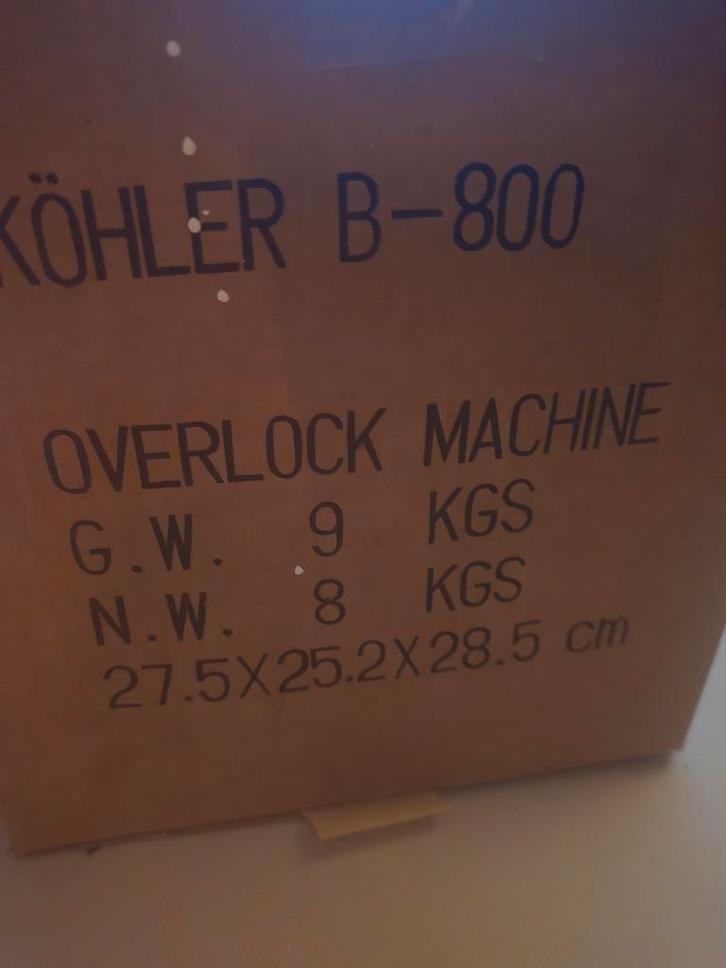 KÖHLER B-800
OVERLOCK MACHINE
G.W. 9 KGS
N.W. 8 KGS
27.5X25.2X28.5 cm